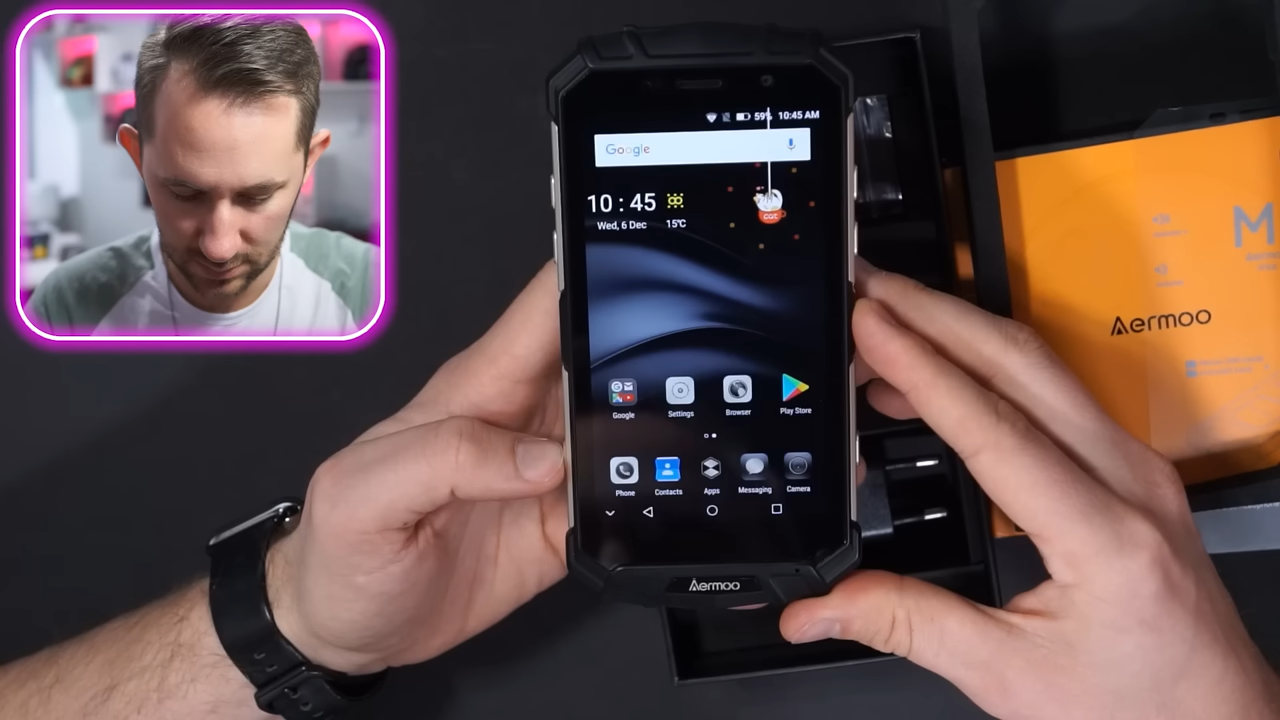 59% 10:45 AM
Google
10 : 45
Wed, 6 Dec 15°C
cat
Google Settings Browser Play Store
Phone Contacts Apps Messaging Camera
Aermoo
M
Aermoo